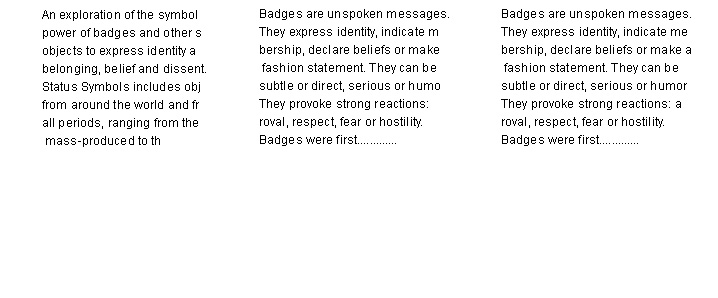 An exploration of the symbol
power of badges and other s
objects to express identity a
belonging, belief and dissent.
Status Symbols includes obj
from around the world and fr
all periods, ranging from the
mass-produced to th
Badges are unspoken messages.
They express identity, indicate m
bership, declare beliefs or make
fashion statement. They can be
subtle or direct, serious or humo
They provoke strong reactions:
roval, respect, fear or hostility.
Badges were first.............
Badges are unspoken messages.
They express identity, indicate me
bership, declare beliefs or make a
fashion statement. They can be
subtle or direct, serious or humor
They provoke strong reactions: a
roval, respect, fear or hostility.
Badges were first.............